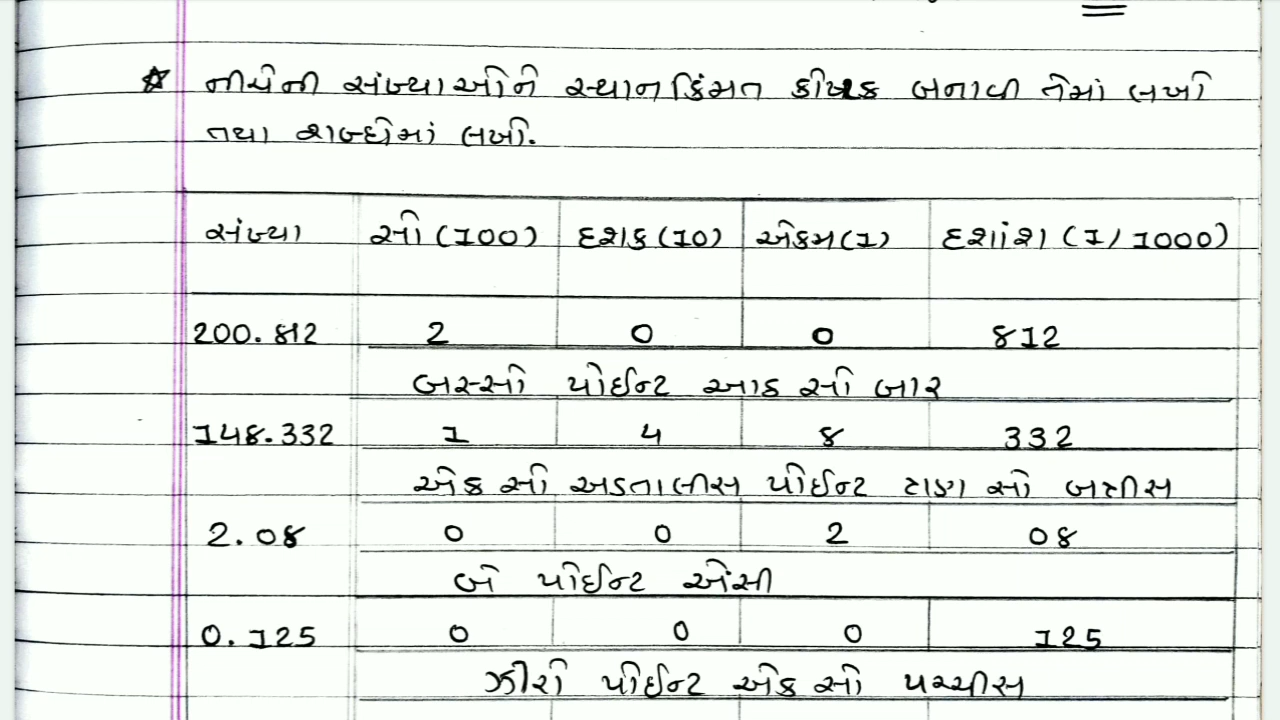 નીચેની સંખ્યાઓને સ્થાનકિંમત કોષ્ટક બનાવી તેમાં લખો
તથા શબ્દોમાં લખો.
સંખ્યા સો (100) દશક (10) એકમ (1) દશાંશ (1/1000)
200.812 2 0 0 812
બસ્સો પોઈન્ટ આઠ સો બાર
148.332 1 4 8 332
એક સો અડતાલીસ પોઈન્ટ ત્રણ સો બત્રીસ
2.08 0 0 2 08
બે પોઈન્ટ એંસી
0.125 0 0 0 125
ઝીરો પોઈન્ટ એક સો પચ્ચીસ